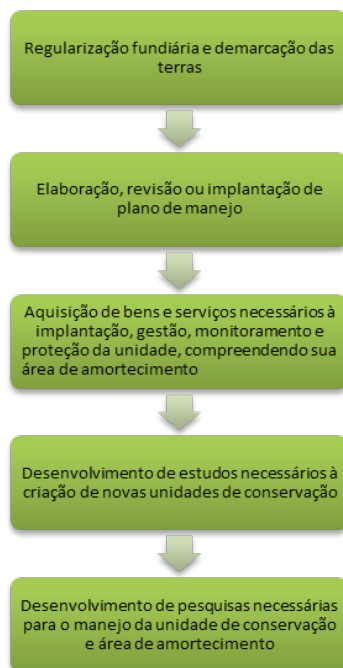 Regularização fundiária e demarcação das
terras
Elaboração, revisão ou implantação de
plano de manejo
Aquisição de bens e serviços necessários à
implantação, gestão, monitoramento e
proteção da unidade, compreendendo sua
área de amortecimento
Desenvolvimento de estudos necessários à
criação de novas unidades de conservação
Desenvolvimento de pesquisas necessárias
para o manejo da unidade de conservação
e área de amortecimento